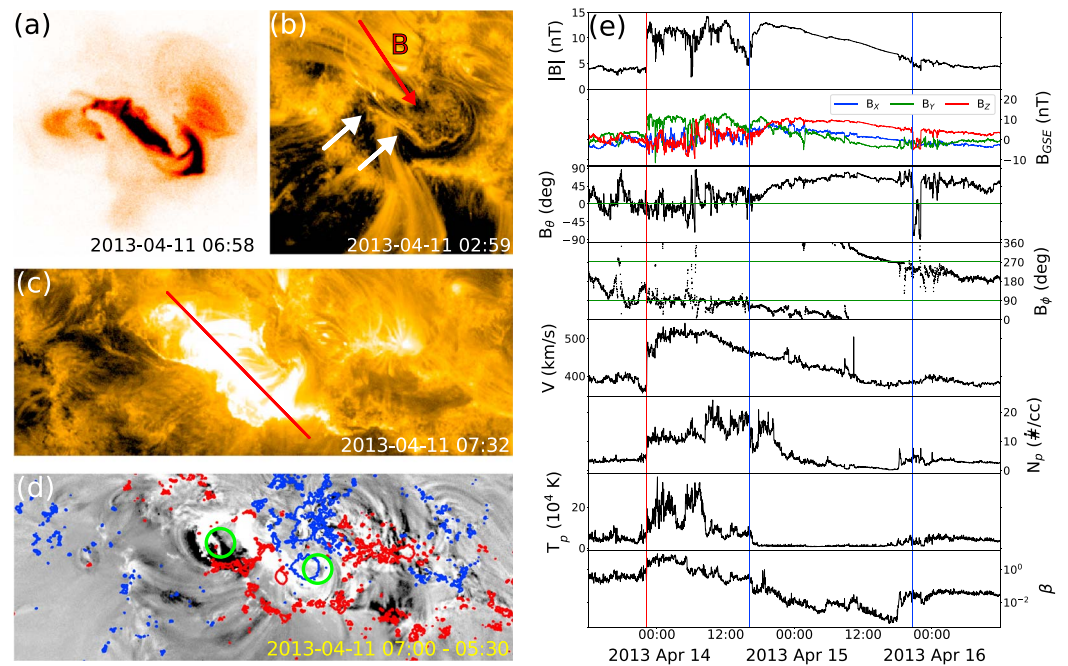 (a)
2013-04-11 06:58
(b)
B
2013-04-11 02:59
(c)
2013-04-11 07:32
(d)
2013-04-11 07:00 - 05:30
(e)
|B| (nT)
15
10
5
0
B_X B_Y B_Z
B_GSE (nT)
20
0
−10
B_θ (deg)
90
45
0
−45
−90
B_ϕ (deg)
360
270
180
90
0
V (km/s)
500
400
N_p (#/cc)
20
10
0
T_p (10^4 K)
20
0
β
10^0
10^−2
00:00 12:00 00:00 12:00 00:00
2013 Apr 14 2013 Apr 15 2013 Apr 16